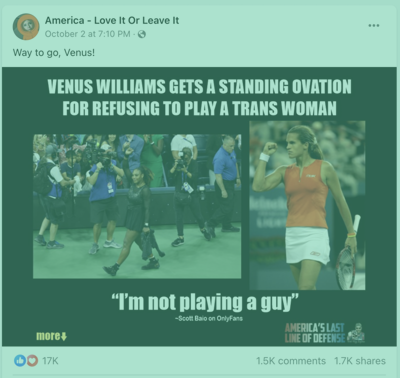 America - Love It Or Leave It
October 2 at 7:10 PM ·
Way to go, Venus!
VENUS WILLIAMS GETS A STANDING OVATION
FOR REFUSING TO PLAY A TRANS WOMAN
"I'm not playing a guy"
~Scott Baio on OnlyFans
AMERICA'S LAST
LINE OF DEFENSE
more
17K
1.5K comments 1.7K shares